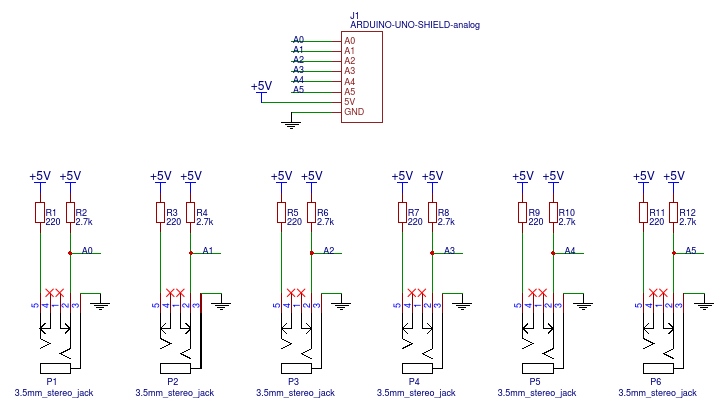 J1
ARDUINO-UNO-SHIELD-analog
A0 A0
A1 A1
A2 A2
A3 A3
A4 A4
A5 A5
+5V 5V
GND
+5V +5V +5V +5V +5V +5V +5V +5V +5V +5V +5V +5V
R1 R2 R3 R4 R5 R6 R7 R8 R9 R10 R11 R12
220 2.7k 220 2.7k 220 2.7k 220 2.7k 220 2.7k 220 2.7k
A0 A1 A2 A3 A4 A5
5 4 1 2 3 5 4 1 2 3 5 4 1 2 3 5 4 1 2 3 5 4 1 2 3 5 4 1 2 3
P1 P2 P3 P4 P5 P6
3.5mm_stereo_jack 3.5mm_stereo_jack 3.5mm_stereo_jack 3.5mm_stereo_jack 3.5mm_stereo_jack 3.5mm_stereo_jack